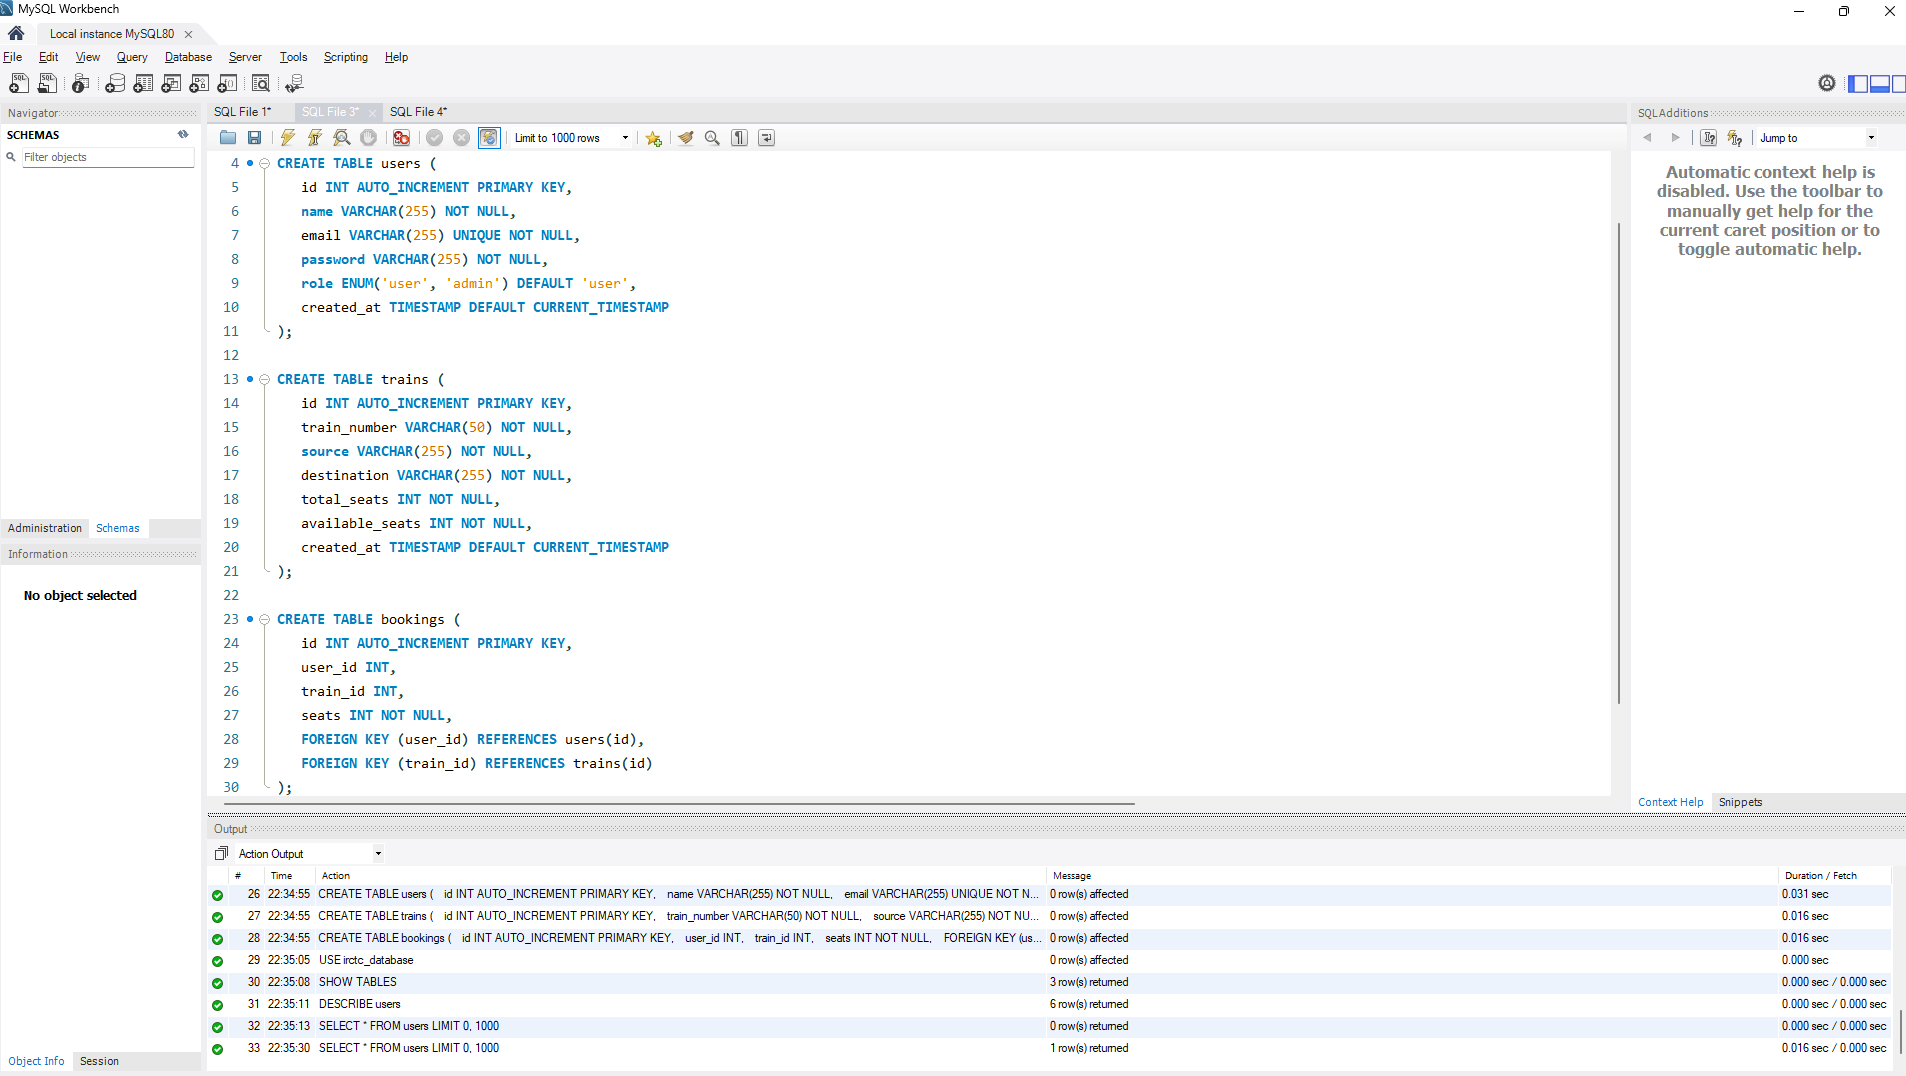 MySQL Workbench
Local instance MySQL80
File Edit View Query Database Server Tools Scripting Help
Navigator
SCHEMAS
Filter objects
Administration Schemas
Information
No object selected
Object Info Session
SQL File 1* SQL File 3* SQL File 4*
Limit to 1000 rows
4 CREATE TABLE users (
5 id INT AUTO_INCREMENT PRIMARY KEY,
6 name VARCHAR(255) NOT NULL,
7 email VARCHAR(255) UNIQUE NOT NULL,
8 password VARCHAR(255) NOT NULL,
9 role ENUM('user', 'admin') DEFAULT 'user',
10 created_at TIMESTAMP DEFAULT CURRENT_TIMESTAMP
11 );
12
13 CREATE TABLE trains (
14 id INT AUTO_INCREMENT PRIMARY KEY,
15 train_number VARCHAR(50) NOT NULL,
16 source VARCHAR(255) NOT NULL,
17 destination VARCHAR(255) NOT NULL,
18 total_seats INT NOT NULL,
19 available_seats INT NOT NULL,
20 created_at TIMESTAMP DEFAULT CURRENT_TIMESTAMP
21 );
22
23 CREATE TABLE bookings (
24 id INT AUTO_INCREMENT PRIMARY KEY,
25 user_id INT,
26 train_id INT,
27 seats INT NOT NULL,
28 FOREIGN KEY (user_id) REFERENCES users(id),
29 FOREIGN KEY (train_id) REFERENCES trains(id)
30 );
SQLAdditions
Jump to
Automatic context help is
disabled. Use the toolbar to
manually get help for the
current caret position or to
toggle automatic help.
Context Help Snippets
Output
Action Output
# Time Action Message Duration / Fetch
26 22:34:55 CREATE TABLE users ( id INT AUTO_INCREMENT PRIMARY KEY, name VARCHAR(255) NOT NULL, email VARCHAR(255) UNIQUE NOT N... 0 row(s) affected 0.031 sec
27 22:34:55 CREATE TABLE trains ( id INT AUTO_INCREMENT PRIMARY KEY, train_number VARCHAR(50) NOT NULL, source VARCHAR(255) NOT NU... 0 row(s) affected 0.016 sec
28 22:34:55 CREATE TABLE bookings ( id INT AUTO_INCREMENT PRIMARY KEY, user_id INT, train_id INT, seats INT NOT NULL, FOREIGN KEY (us... 0 row(s) affected 0.016 sec
29 22:35:05 USE irctc_database 0 row(s) affected 0.000 sec
30 22:35:08 SHOW TABLES 3 row(s) returned 0.000 sec / 0.000 sec
31 22:35:11 DESCRIBE users 6 row(s) returned 0.000 sec / 0.000 sec
32 22:35:13 SELECT * FROM users LIMIT 0, 1000 0 row(s) returned 0.000 sec / 0.000 sec
33 22:35:30 SELECT * FROM users LIMIT 0, 1000 1 row(s) returned 0.016 sec / 0.000 sec